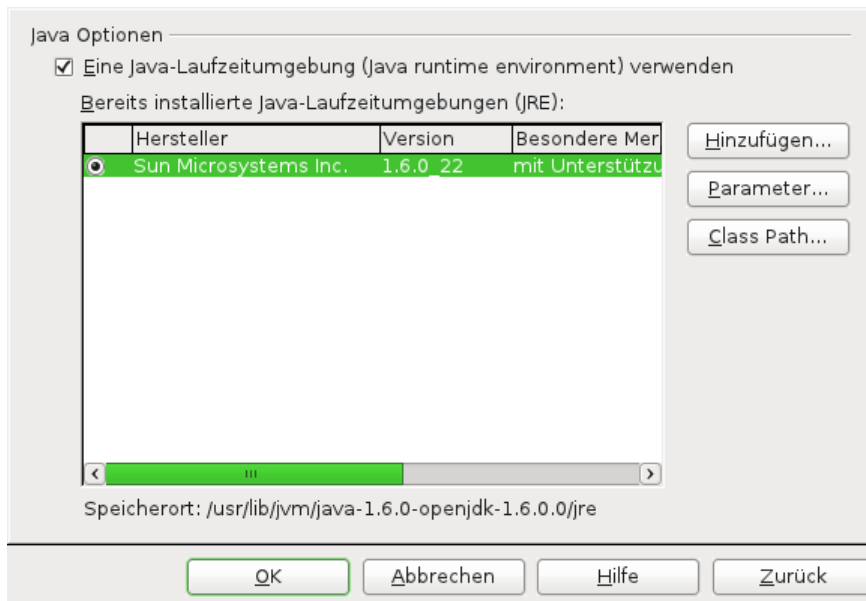 Java Optionen
Eine Java-Laufzeitumgebung (Java runtime environment) verwenden
Bereits installierte Java-Laufzeitumgebungen (JRE):
Hersteller Version Besondere Mer
Sun Microsystems Inc. 1.6.0_22 mit Unterstützu
Hinzufügen...
Parameter...
Class Path...
Speicherort: /usr/lib/jvm/java-1.6.0-openjdk-1.6.0.0/jre
OK Abbrechen Hilfe Zurück